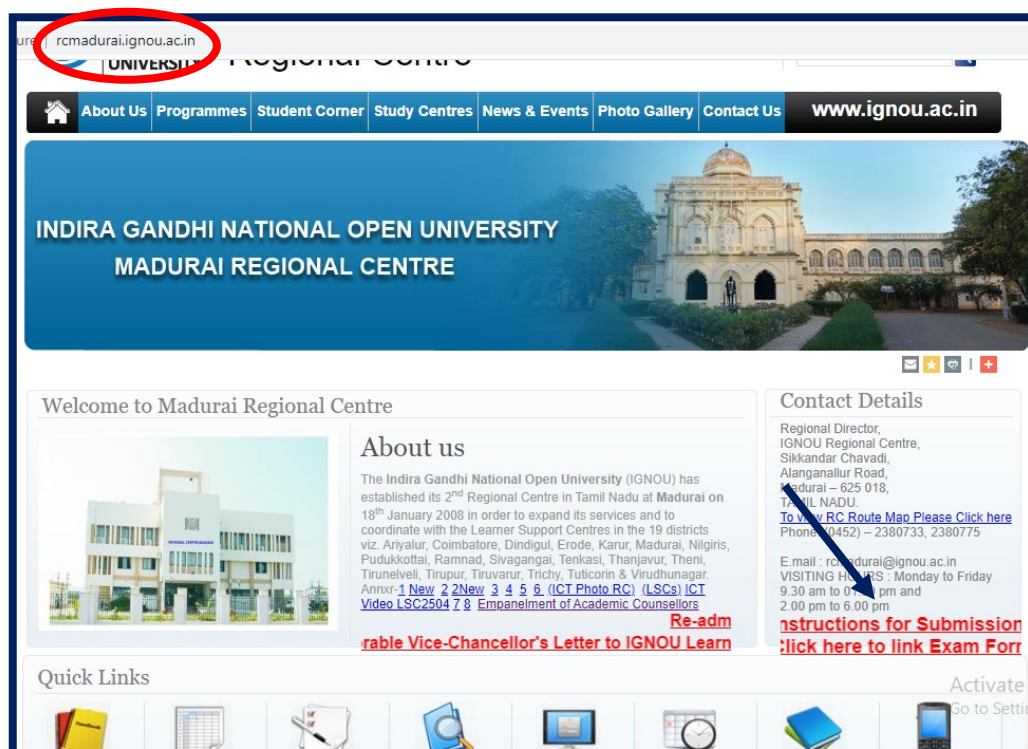 rcmadurai.ignou.ac.in
UNIVERSITY Regional Centre
About Us Programmes Student Corner Study Centres News & Events Photo Gallery Contact Us www.ignou.ac.in
INDIRA GANDHI NATIONAL OPEN UNIVERSITY
MADURAI REGIONAL CENTRE
Welcome to Madurai Regional Centre
About us
The Indira Gandhi National Open University (IGNOU) has
established its 2nd Regional Centre in Tamil Nadu at Madurai on
18th January 2008 in order to expand its services and to
coordinate with the Learner Support Centres in the 19 districts
viz. Ariyalur, Coimbatore, Dindigul, Erode, Karur, Madurai, Nilgiris,
Pudukkottai, Ramnad, Sivagangai, Tenkasi, Thanjavur, Theni,
Tirunelveli, Tirupur, Tiruvarur, Trichy, Tuticorin & Virudhunagar.
Annxr-1 New 2 2New 3 4 5 6 (ICT Photo RC) (LSCs) ICT
Video LSC2504 7 8 Empanelment of Academic Counsellors
Re-adm
rable Vice-Chancellor's Letter to IGNOU Learn
Contact Details
Regional Director,
IGNOU Regional Centre,
Sikkandar Chavadi,
Alanganallur Road,
Madurai – 625 018,
TAMIL NADU.
To view RC Route Map Please Click here
Phone (0452) – 2380733, 2380775
E.mail : rcmadurai@ignou.ac.in
VISITING HOURS : Monday to Friday
9.30 am to 01. pm and
2.00 pm to 6.00 pm
nstructions for Submission
Click here to link Exam Forr
Quick Links
Activate
Go to Settin